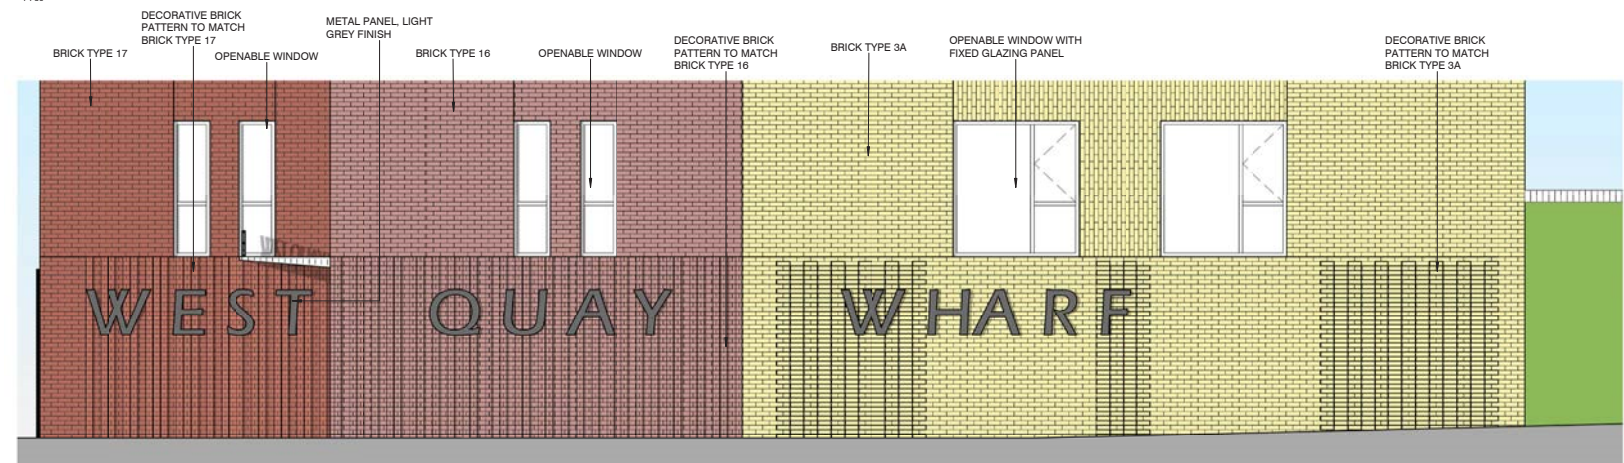 DECORATIVE BRICK
PATTERN TO MATCH
BRICK TYPE 17
METAL PANEL, LIGHT
GREY FINISH
BRICK TYPE 17
OPENABLE WINDOW
BRICK TYPE 16
OPENABLE WINDOW
DECORATIVE BRICK
PATTERN TO MATCH
BRICK TYPE 16
BRICK TYPE 3A
OPENABLE WINDOW WITH
FIXED GLAZING PANEL
DECORATIVE BRICK
PATTERN TO MATCH
BRICK TYPE 3A
WEST QUAY WHARF